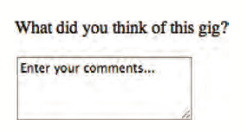 What did you think of this gig?
Enter your comments...